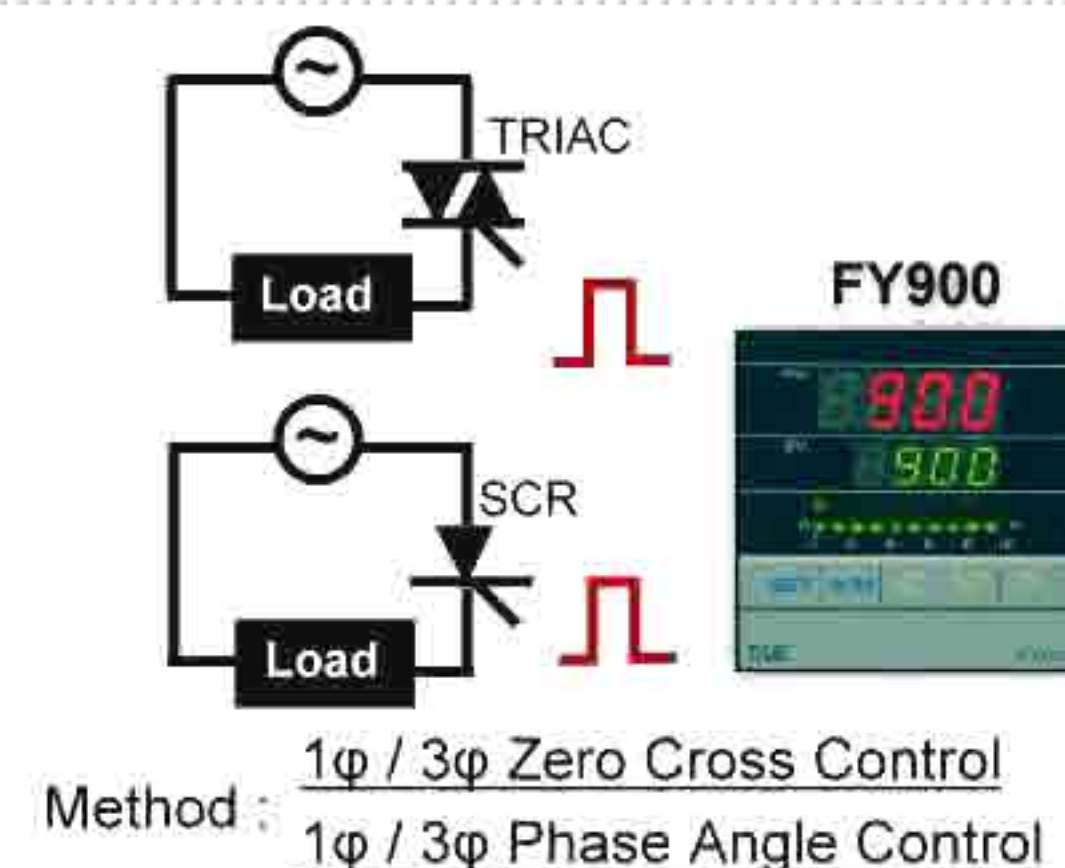 TRIAC
Load
FY900
900
900
SCR
Load
Method :
1φ / 3φ Zero Cross Control
1φ / 3φ Phase Angle Control